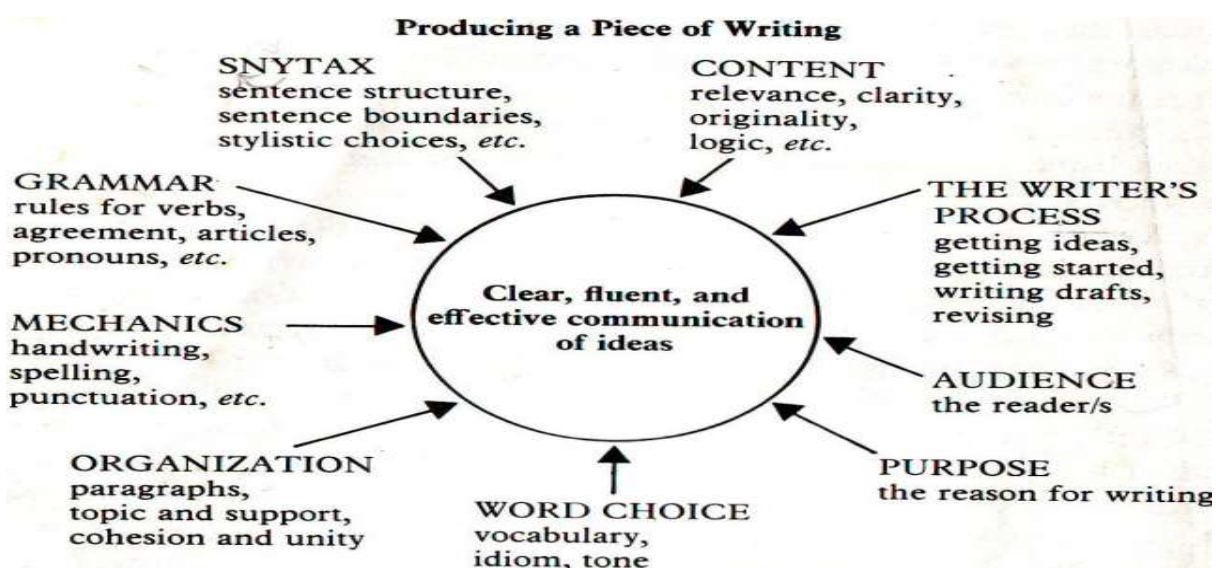 Producing a Piece of Writing
SNYTAX
sentence structure,
sentence boundaries,
stylistic choices, etc.
CONTENT
relevance, clarity,
originality,
logic, etc.
GRAMMAR
rules for verbs,
agreement, articles,
pronouns, etc.
THE WRITER'S
PROCESS
getting ideas,
getting started,
writing drafts,
revising
Clear, fluent, and
effective communication
of ideas
MECHANICS
handwriting,
spelling,
punctuation, etc.
AUDIENCE
the reader/s
ORGANIZATION
paragraphs,
topic and support,
cohesion and unity
WORD CHOICE
vocabulary,
idiom, tone
PURPOSE
the reason for writing